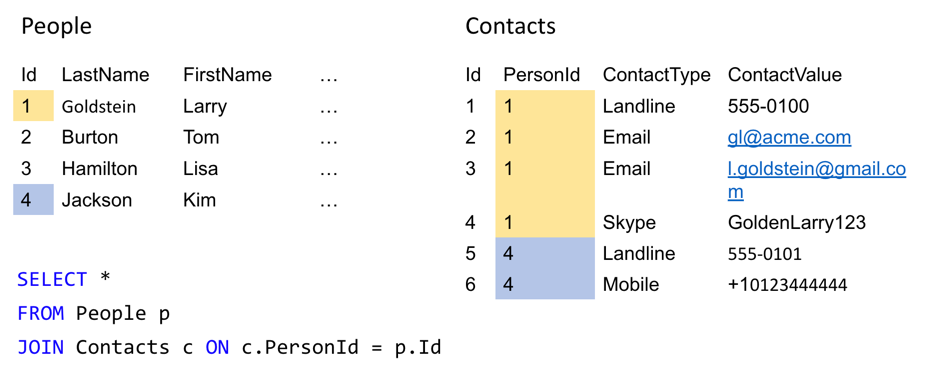 People
Id LastName FirstName ...
1 Goldstein Larry ...
2 Burton Tom ...
3 Hamilton Lisa ...
4 Jackson Kim ...
SELECT *
FROM People p
JOIN Contacts c ON c.PersonId = p.Id
Contacts
Id PersonId ContactType ContactValue
1 1 Landline 555-0100
2 1 Email gl@acme.com
3 1 Email l.goldstein@gmail.co
m
4 1 Skype GoldenLarry123
5 4 Landline 555-0101
6 4 Mobile +10123444444